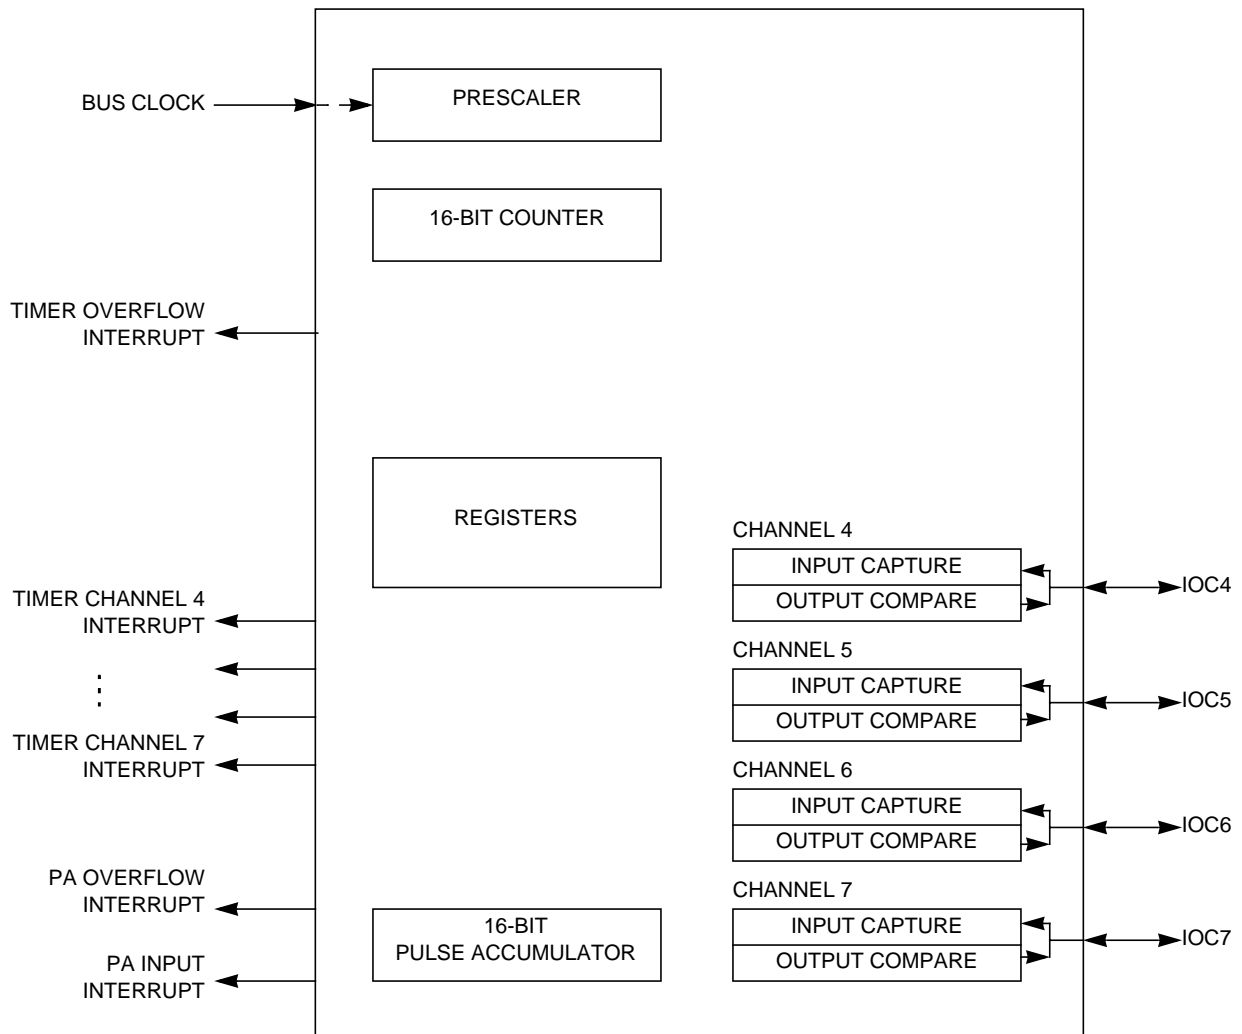 BUS CLOCK
PRESCALER
16-BIT COUNTER
TIMER OVERFLOW
INTERRUPT
REGISTERS
CHANNEL 4
INPUT CAPTURE
OUTPUT COMPARE
IOC4
TIMER CHANNEL 4
INTERRUPT
CHANNEL 5
INPUT CAPTURE
OUTPUT COMPARE
IOC5
TIMER CHANNEL 7
INTERRUPT
CHANNEL 6
INPUT CAPTURE
OUTPUT COMPARE
IOC6
PA OVERFLOW
INTERRUPT
16-BIT
PULSE ACCUMULATOR
CHANNEL 7
INPUT CAPTURE
OUTPUT COMPARE
IOC7
PA INPUT
INTERRUPT